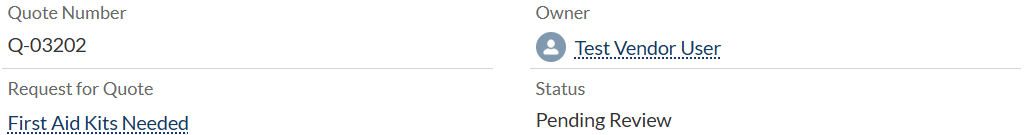 Quote Number
Q-03202
Owner
Test Vendor User
Request for Quote
First Aid Kits Needed
Status
Pending Review